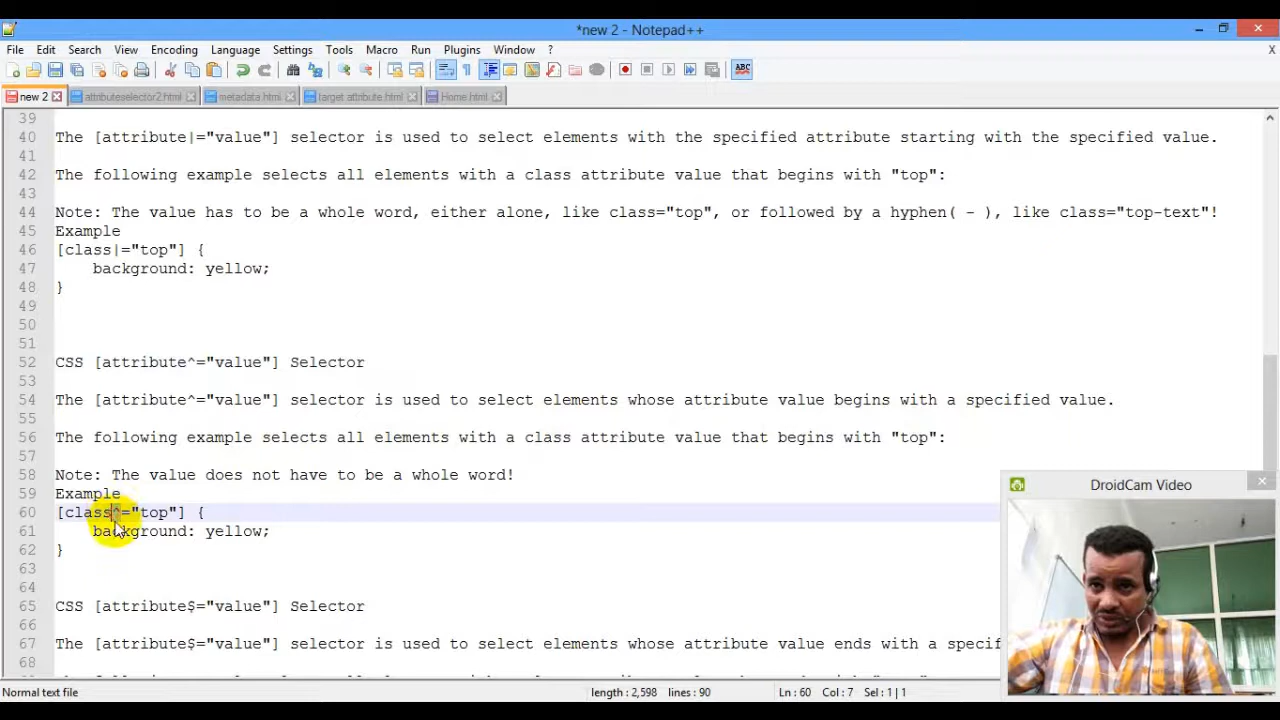 *new 2 - Notepad++
File Edit Search View Encoding Language Settings Tools Macro Run Plugins Window ? X
ABC
new 2 attributeselector2.html metadata.html target attribute.html Home.html
39
40 The [attribute|="value"] selector is used to select elements with the specified attribute starting with the specified value.
41
42 The following example selects all elements with a class attribute value that begins with "top":
43
44 Note: The value has to be a whole word, either alone, like class="top", or followed by a hyphen( - ), like class="top-text"!
45 Example
46 [class|="top"] {
47 background: yellow;
48 }
49
50
51
52 CSS [attribute^="value"] Selector
53
54 The [attribute^="value"] selector is used to select elements whose attribute value begins with a specified value.
55
56 The following example selects all elements with a class attribute value that begins with "top":
57
58 Note: The value does not have to be a whole word!
59 Example
60 [class^="top"] {
61 background: yellow;
62 }
63
64
65 CSS [attribute$="value"] Selector
66
67 The [attribute$="value"] selector is used to select elements whose attribute value ends with a specif
68
DroidCam Video
Normal text file length : 2,598 lines : 90 Ln : 60 Col : 7 Sel : 1 | 1